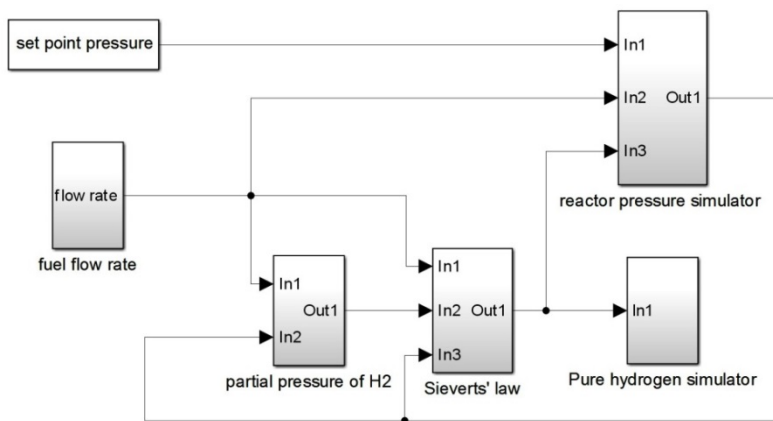 set point pressure
In1
In2
Out1
In3
reactor pressure simulator
flow rate
fuel flow rate
In1
Out1
In2
partial pressure of H2
In1
In2
Out1
In3
Sieverts' law
In1
Pure hydrogen simulator